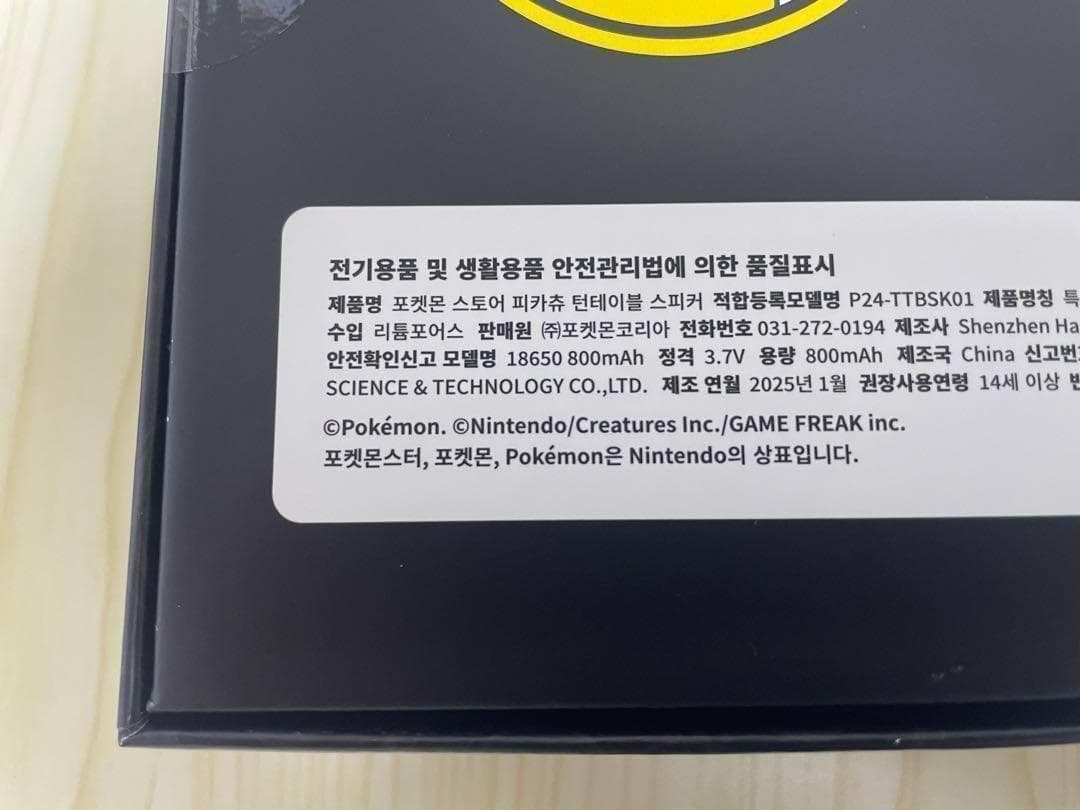 전기용품 및 생활용품 안전관리법에 의한 품질표시
제품명 포켓몬 스토어 피카츄 턴테이블 스피커 적합등록모델명 P24-TTBSK01 제품명칭 특
수입 리튬포어스 판매원 ㈜포켓몬코리아 전화번호 031-272-0194 제조사 Shenzhen Ha
안전확인신고 모델명 18650 800mAh 정격 3.7V 용량 800mAh 제조국 China 신고번
SCIENCE & TECHNOLOGY CO.,LTD. 제조 연월 2025년 1월 권장사용연령 14세 이상
©Pokémon. ©Nintendo/Creatures Inc./GAME FREAK inc.
포켓몬스터, 포켓몬, Pokémon은 Nintendo의 상표입니다.